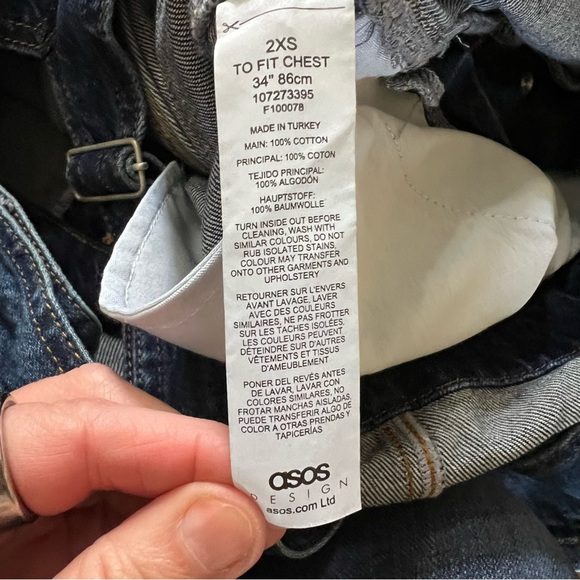 2XS
TO FIT CHEST
34" 86cm
107273395
F100078
MADE IN TURKEY
MAIN: 100% COTTON
PRINCIPAL: 100% COTON
TEJIDO PRINCIPAL:
100% ALGODÓN
HAUPTSTOFF:
100% BAUMWOLLE
TURN INSIDE OUT BEFORE
CLEANING, WASH WITH
SIMILAR COLOURS, DO NOT
RUB ISOLATED STAINS,
COLOUR MAY TRANSFER
ONTO OTHER GARMENTS AND
UPHOLSTERY
RETOURNER SUR L'ENVERS
AVANT LAVAGE, LAVER
AVEC DES COULEURS
SIMILAIRES, NE PAS FROTTER
SUR LES TACHES ISOLÉES.
LES COULEURS PEUVENT
DÉTEINDRE SUR D'AUTRES
VÊTEMENTS ET TISSUS
D'AMEUBLEMENT
PONER DEL REVÉS ANTES
DE LAVAR, LAVAR CON
COLORES SIMILARES, NO
FROTAR MANCHAS AISLADAS,
PUEDE TRANSFERIR ALGO DE
COLOR A OTRAS PRENDAS Y
TAPICERÍAS
asos
DESIGN
asos.com Ltd